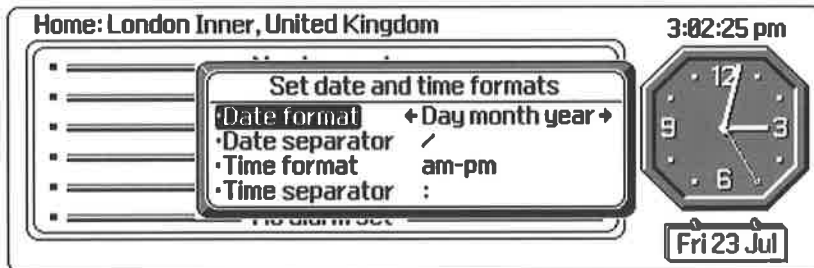 Home: London Inner, United Kingdom
3:02:25 pm
Set date and time formats
·Date format ←Day month year→
·Date separator /
·Time format am-pm
·Time separator :
12
9
3
6
Fri 23 Jul